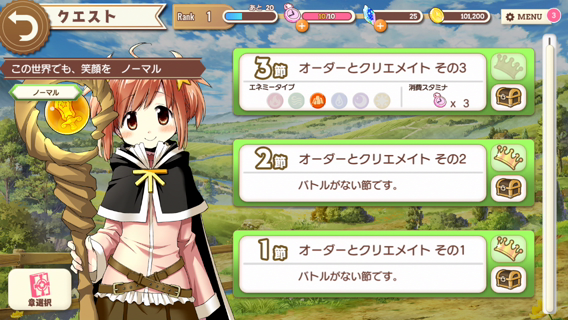 クエスト
Rank 1
あと 20
10/10
25
101,200
MENU
この世界でも、笑顔を ノーマル
ノーマル
3節 オーダーとクリエメイト その3
エネミータイプ
消費スタミナ
x 3
2節 オーダーとクリエメイト その2
バトルがない節です。
1節 オーダーとクリエメイト その1
バトルがない節です。
章選択